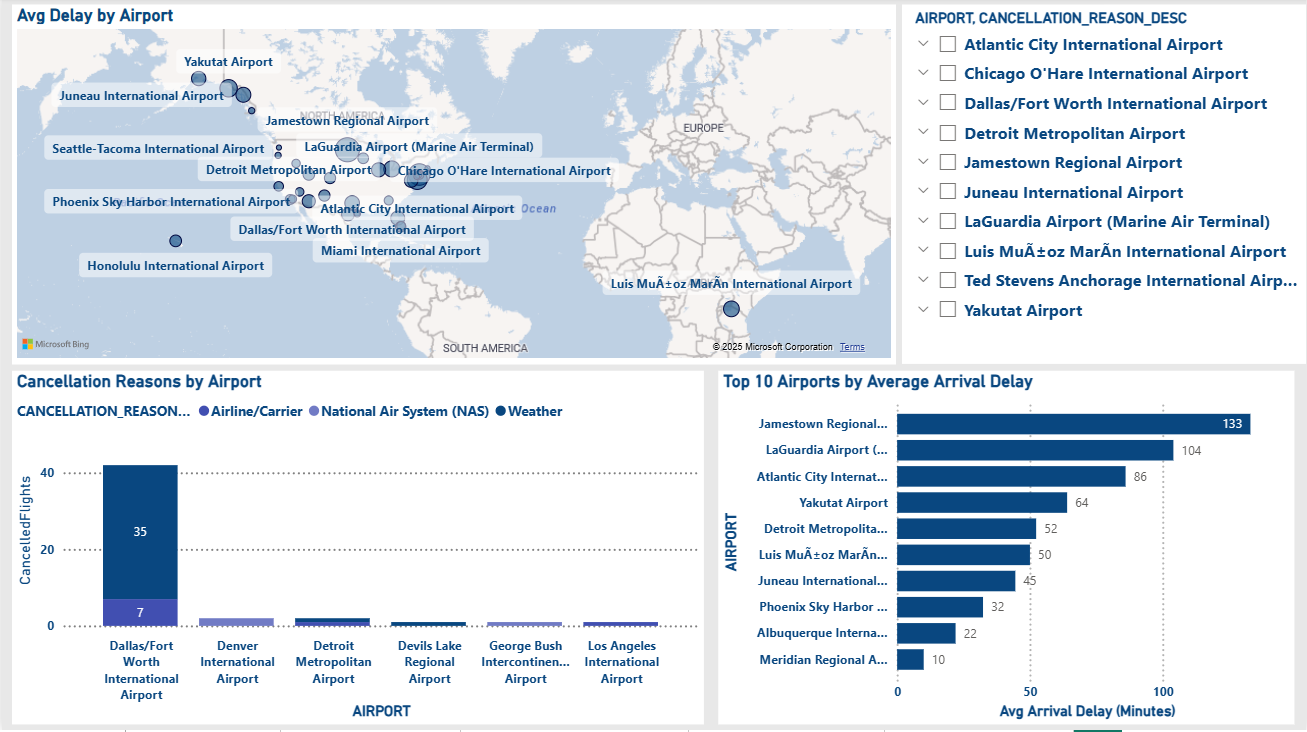 Avg Delay by Airport
Yakutat Airport
Juneau International Airport
NORTH AMERICA
Jamestown Regional Airport
Seattle-Tacoma International Airport
LaGuardia Airport (Marine Air Terminal)
Detroit Metropolitan Airport
Chicago O'Hare International Airport
Phoenix Sky Harbor International Airport
Atlantic City International Airport
Ocean
Dallas/Fort Worth International Airport
Miami International Airport
Honolulu International Airport
EUROPE
Luis MuÃ±oz MarÃn International Airport
SOUTH AMERICA
Microsoft Bing
© 2025 Microsoft Corporation Terms
AIRPORT, CANCELLATION_REASON_DESC
Atlantic City International Airport
Chicago O'Hare International Airport
Dallas/Fort Worth International Airport
Detroit Metropolitan Airport
Jamestown Regional Airport
Juneau International Airport
LaGuardia Airport (Marine Air Terminal)
Luis MuÃ±oz MarÃn International Airport
Ted Stevens Anchorage International Airp...
Yakutat Airport
Cancellation Reasons by Airport
CANCELLATION_REASON... Airline/Carrier National Air System (NAS) Weather
CancelledFlights
40
20
0
35
7
Dallas/Fort
Worth
International
Airport
Denver
International
Airport
Detroit
Metropolitan
Airport
Devils Lake
Regional
Airport
George Bush
Intercontinen...
Airport
Los Angeles
International
Airport
AIRPORT
Top 10 Airports by Average Arrival Delay
AIRPORT
Jamestown Regional... 133
LaGuardia Airport (... 104
Atlantic City Internat... 86
Yakutat Airport 64
Detroit Metropolita... 52
Luis MuÃ±oz MarÃn... 50
Juneau International... 45
Phoenix Sky Harbor ... 32
Albuquerque Interna... 22
Meridian Regional A... 10
0 50 100
Avg Arrival Delay (Minutes)